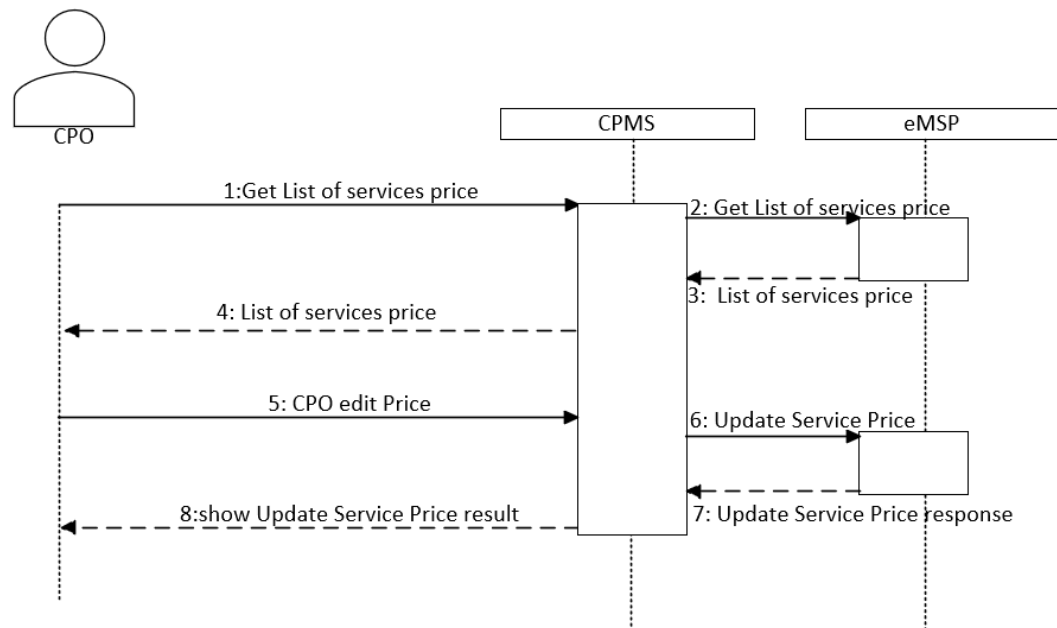 CPO
CPMS
eMSP
1:Get List of services price
2: Get List of services price
3:  List of services price
4: List of services price
5: CPO edit Price
6: Update Service Price
7: Update Service Price response
8:show Update Service Price result